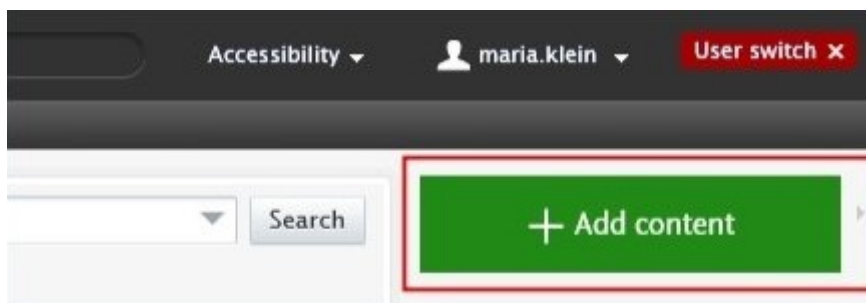 Accessibility
maria.klein
User switch ×
Search
+ Add content